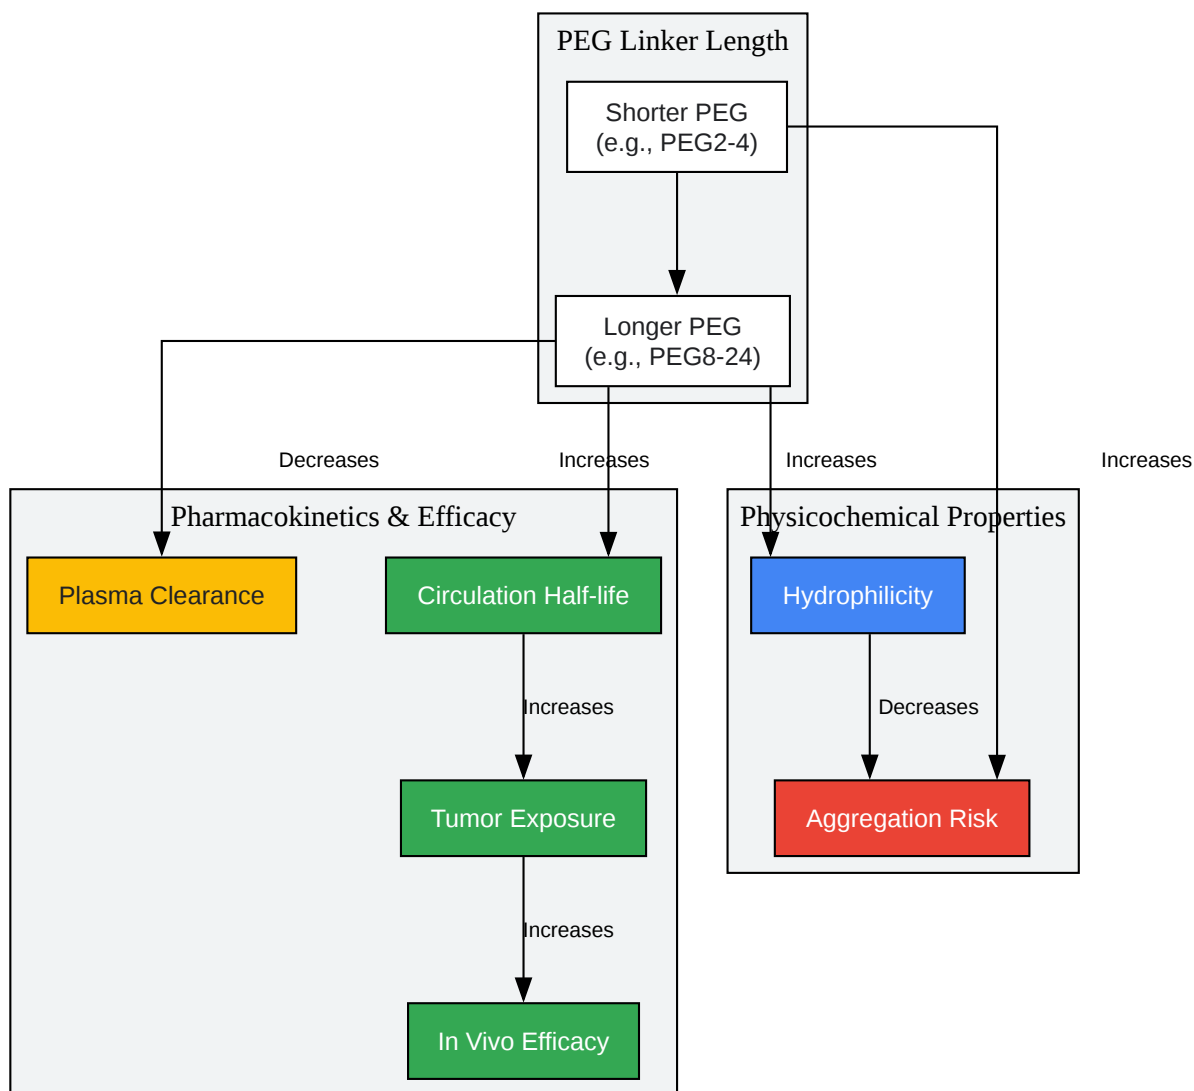 PEG Linker Length
Shorter PEG
(e.g., PEG2-4)
Longer PEG
(e.g., PEG8-24)
Decreases
Increases
Increases
Increases
Pharmacokinetics & Efficacy
Physicochemical Properties
Plasma Clearance
Circulation Half-life
Hydrophilicity
Increases
Decreases
Tumor Exposure
Aggregation Risk
Increases
In Vivo Efficacy